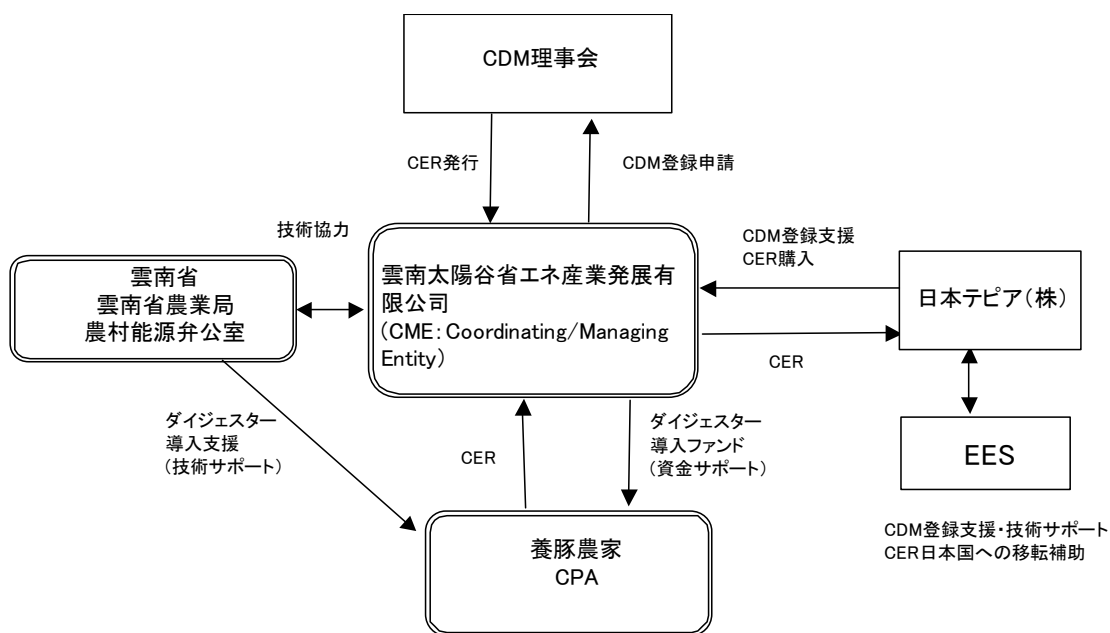 CDM理事会
CER発行
CDM登録申請
技術協力
CDM登録支援
CER購入
雲南省
雲南省農業局
農村能源弁公室
雲南太陽谷省エネ産業発展有
限公司
(CME:Coordinating/Managing
Entity)
日本テピア(株)
CER
ダイジェスター
導入支援
(技術サポート)
CER
ダイジェスター
導入ファンド
(資金サポート)
EES
CDM登録支援・技術サポート
CER日本国への移転補助
養豚農家
CPA